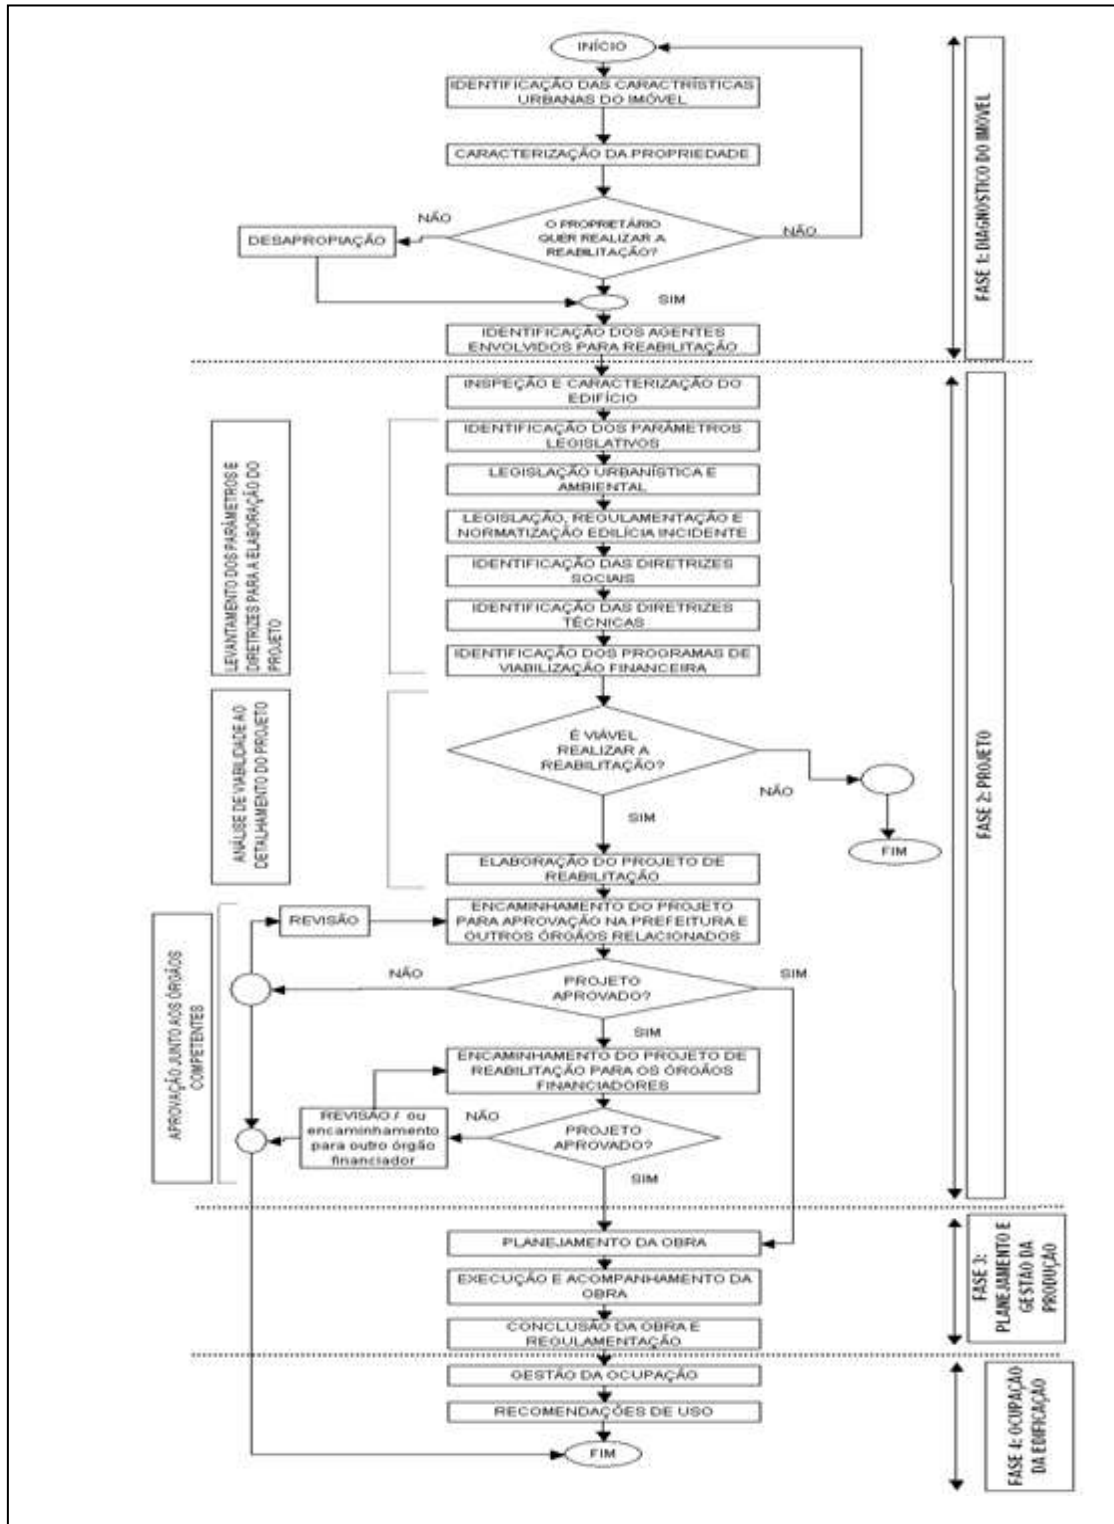 INÍCIO
IDENTIFICAÇÃO DAS CARACTRÍSTICAS
URBANAS DO IMÓVEL
CARACTERIZAÇÃO DA PROPRIEDADE
NÃO
O PROPRIETÁRIO
QUER REALIZAR A
REABILITAÇÃO?
NÃO
DESAPROPIAÇÃO
SIM
IDENTIFICAÇÃO DOS AGENTES
ENVOLVIDOS PARA REABILITAÇÃO
FASE 1: DIAGNÓSTICO DO IMÓVEL
INSPEÇÃO E CARACTERIZAÇÃO DO
EDIFÍCIO
IDENTIFICAÇÃO DOS PARÂMETROS
LEGISLATIVOS
LEGISLAÇÃO URBANÍSTICA E
AMBIENTAL
LEGISLAÇÃO, REGULAMENTAÇÃO E
NORMATIZAÇÃO EDILÍCIA INCIDENTE
IDENTIFICAÇÃO DAS DIRETRIZES
SOCIAIS
IDENTIFICAÇÃO DAS DIRETRIZES
TÉCNICAS
IDENTIFICAÇÃO DOS PROGRAMAS DE
VIABILIZAÇÃO FINANCEIRA
LEVANTAMENTO DOS PARÂMETROS E
DIRETRIZES PARA A ELABORAÇÃO DO
PROJETO
É VIÁVEL
REALIZAR A
REABILITAÇÃO?
NÃO
SIM
FIM
ELABORAÇÃO DO PROJETO DE
REABILITAÇÃO
ANÁLISE DE VIABILIDADE AO
DETALHAMENTO DO PROJETO
FASE 2: PROJETO
REVISÃO
ENCAMINHAMENTO DO PROJETO
PARA APROVAÇÃO NA PREFEITURA E
OUTROS ÓRGÃOS RELACIONADOS
NÃO
PROJETO
APROVADO?
SIM
SIM
ENCAMINHAMENTO DO PROJETO DE
REABILITAÇÃO PARA OS ÓRGÃOS
FINANCIADORES
REVISÃO / ou
encaminhamento
para outro órgão
financiador
NÃO
PROJETO
APROVADO?
SIM
APROVAÇÃO JUNTO AOS ÓRGÃOS
COMPETENTES
PLANEJAMENTO DA OBRA
EXECUÇÃO E ACOMPANHAMENTO DA
OBRA
CONCLUSÃO DA OBRA E
REGULAMENTAÇÃO
FASE 3:
PLANEJAMENTO E
GESTÃO DA
PRODUÇÃO
GESTÃO DA OCUPAÇÃO
RECOMENDAÇÕES DE USO
FIM
FASE 4: OCUPAÇÃO
DA EDIFICAÇÃO